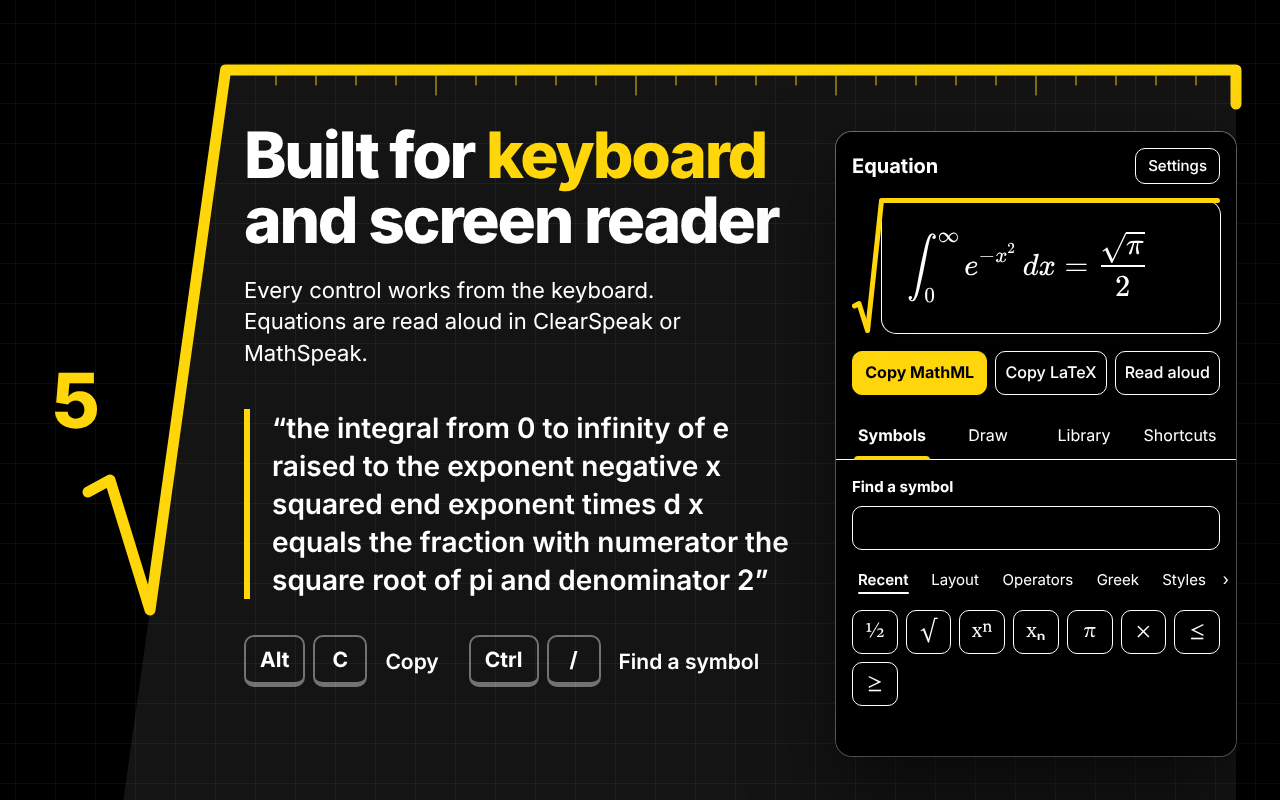 5
Built for keyboard
and screen reader
Every control works from the keyboard.
Equations are read aloud in ClearSpeak or
MathSpeak.
“the integral from 0 to infinity of e
raised to the exponent negative x
squared end exponent times d x
equals the fraction with numerator the
square root of pi and denominator 2”
Alt C Copy Ctrl / Find a symbol
Equation Settings
∫₀^∞ e^{−x²} dx = √π/2
Copy MathML Copy LaTeX Read aloud
Symbols Draw Library Shortcuts
Find a symbol
Recent Layout Operators Greek Styles ›
½ √ xⁿ xₙ π × ≤
≥